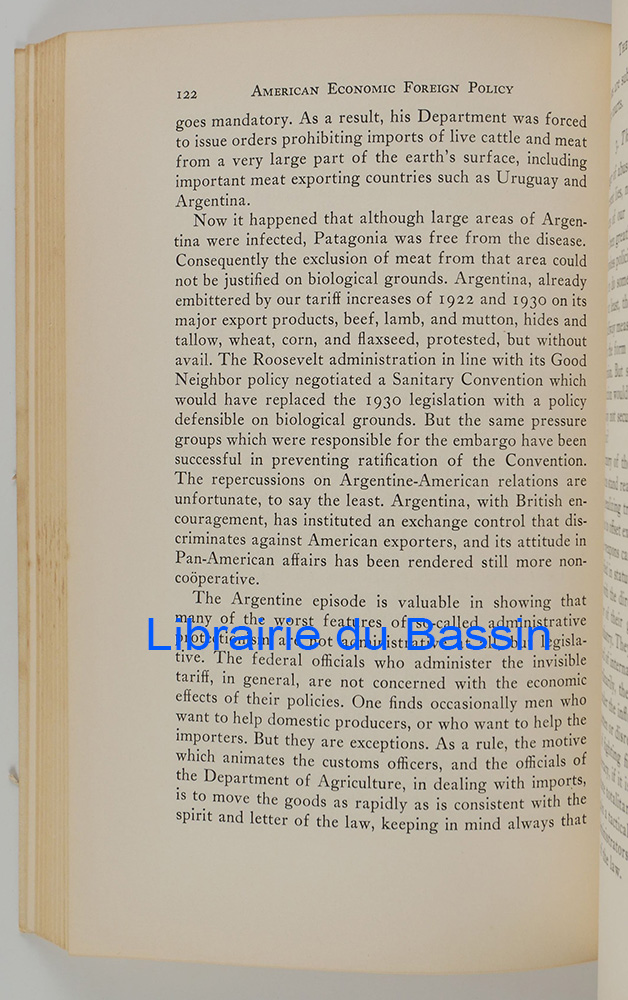 122 American Economic Foreign Policy
goes mandatory. As a result, his Department was forced
to issue orders prohibiting imports of live cattle and meat
from a very large part of the earth's surface, including
important meat exporting countries such as Uruguay and
Argentina.
Now it happened that although large areas of Argen-
tina were infected, Patagonia was free from the disease.
Consequently the exclusion of meat from that area could
not be justified on biological grounds. Argentina, already
embittered by our tariff increases of 1922 and 1930 on its
major export products, beef, lamb, and mutton, hides and
tallow, wheat, corn, and flaxseed, protested, but without
avail. The Roosevelt administration in line with its Good
Neighbor policy negotiated a Sanitary Convention which
would have replaced the 1930 legislation with a policy
defensible on biological grounds. But the same pressure
groups which were responsible for the embargo have been
successful in preventing ratification of the Convention.
The repercussions on Argentine-American relations are
unfortunate, to say the least. Argentina, with British en-
couragement, has instituted an exchange control that dis-
criminates against American exporters, and its attitude in
Pan-American affairs has been rendered still more non-
coöperative.
The Argentine episode is valuable in showing that
many of the worst features of so-called administrative
Librairie du Bassin
protectionism are not administrative at all but legisla-
tive. The federal officials who administer the invisible
tariff, in general, are not concerned with the economic
effects of their policies. One finds occasionally men who
want to help domestic producers, or who want to help the
importers. But they are exceptions. As a rule, the motive
which animates the customs officers, and the officials of
the Department of Agriculture, in dealing with imports,
is to move the goods as rapidly as is consistent with the
spirit and letter of the law, keeping in mind always that